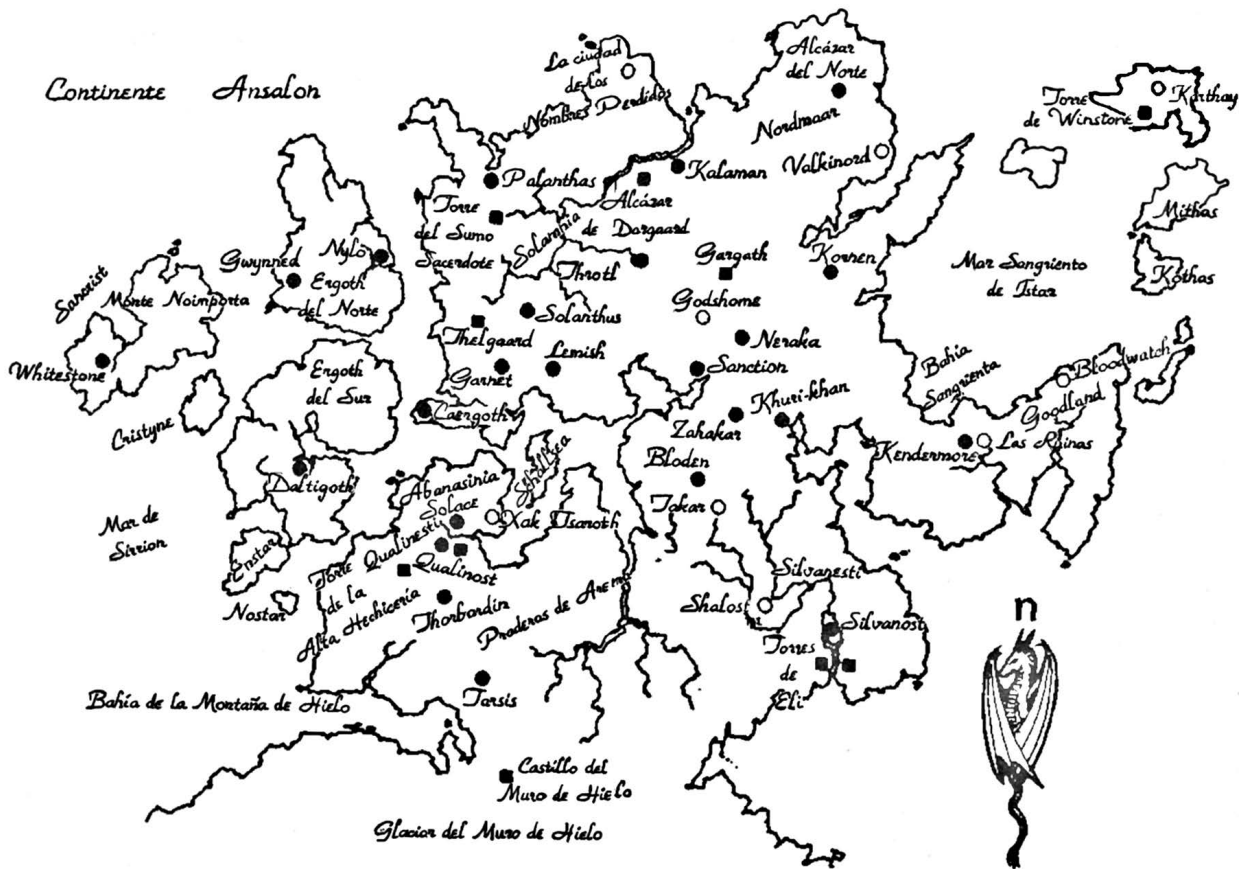 Continente Ansalon
La ciudad
de los
Nombres Perdidos
Alcázar
del Norte
Nordmaar
Valkinord
Torre
de Winstone
Karthay
Mithas
Kothas
Mar Sangriento
de Istar
Palanthas
Kalaman
Torre
del Sumo
Sacerdote
Solamnia
Alcázar
de Dargaard
Throtl
Gargath
Kornen
Godshome
Gwynned
Nylo
Ergoth
del Norte
Sancrist
Monte Noimporta
Whitestone
Thelgaard
Solanthus
Garnet
Lemish
Neraka
Sanction
Bahía
Sangrienta
Bloodwatch
Goodland
Las Ruinas
Kendermore
Ergoth
del Sur
Cristyne
Caergoth
Zahakar
Khuri-khan
Bloden
Takar
Daltigoth
Abanasinia
Solace
Schallsea
Xak Tsaroth
Qualinesti
Qualinost
Mar de
Sirrion
Enstar
Nostar
Torre
de la
Alta Hechicería
Thorbardin
Praderas de Arena
Silvanesti
Shalost
Silvanost
Torres
de
Eli
n
Bahía de la Montaña de Hielo
Tarsis
Castillo del
Muro de Hielo
Glaciar del Muro de Hielo